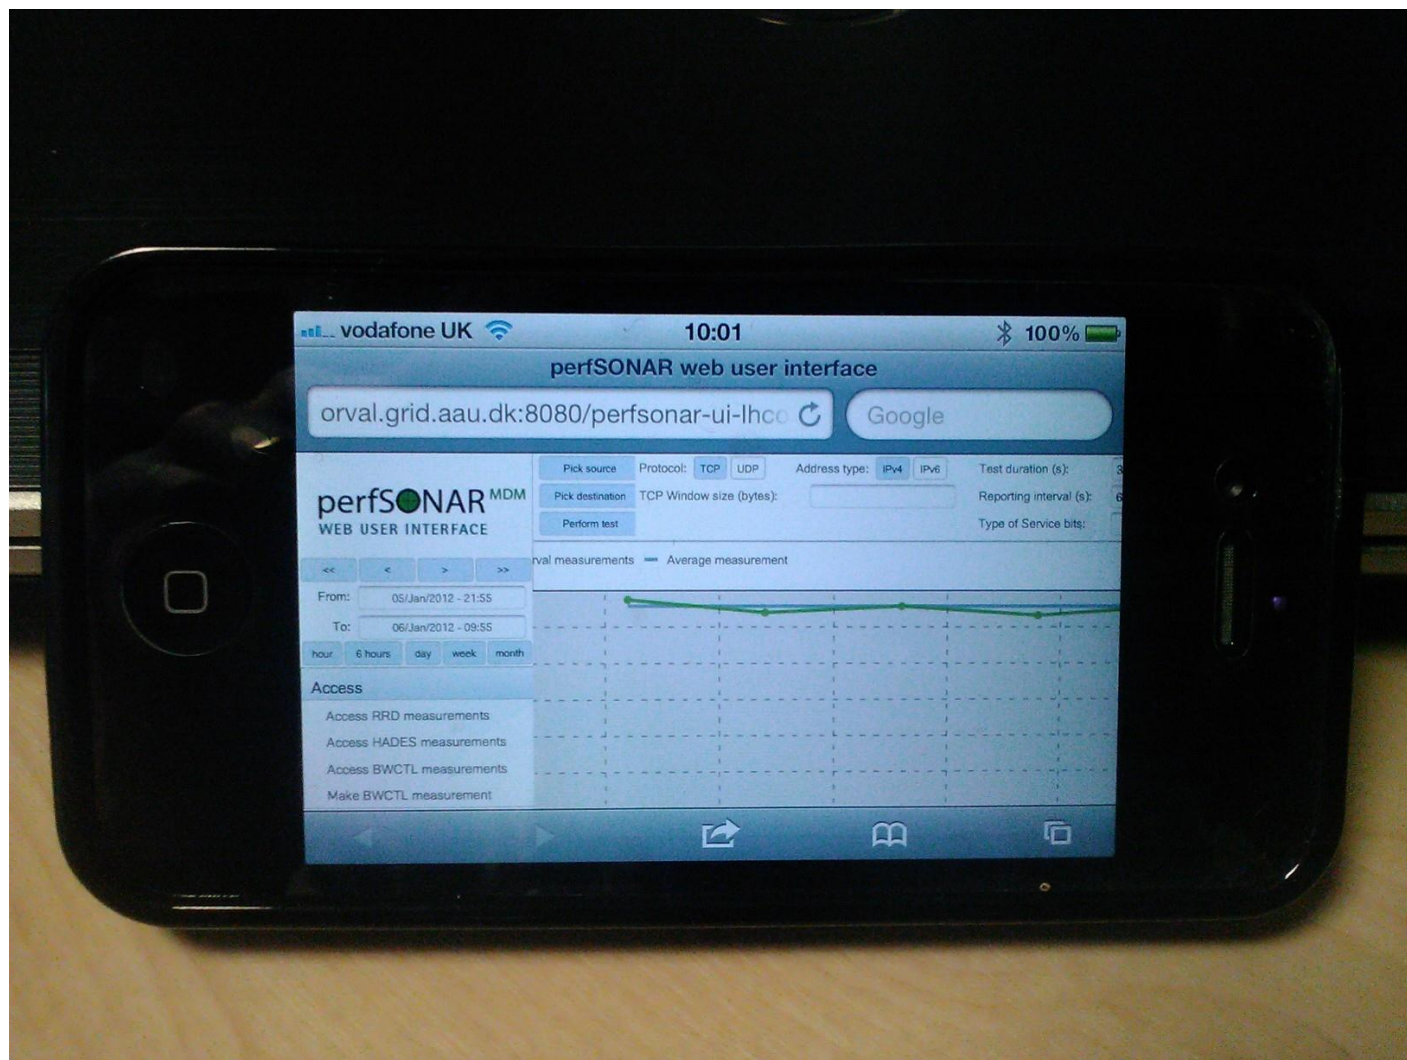 vodafone UK 10:01 100%
perfSONAR web user interface
orval.grid.aau.dk:8080/perfsonar-ui-lhco Google
perfSONAR MDM
WEB USER INTERFACE
<< < > >>
From: 05/Jan/2012 - 21:55
To: 06/Jan/2012 - 09:55
hour 6 hours day week month
Access
Access RRD measurements
Access HADES measurements
Access BWCTL measurements
Make BWCTL measurement
Pick source Protocol: TCP UDP Address type: IPv4 IPv6 Test duration (s): 3
Pick destination TCP Window size (bytes): Reporting interval (s): 6
Perform test Type of Service bits:
rval measurements Average measurement